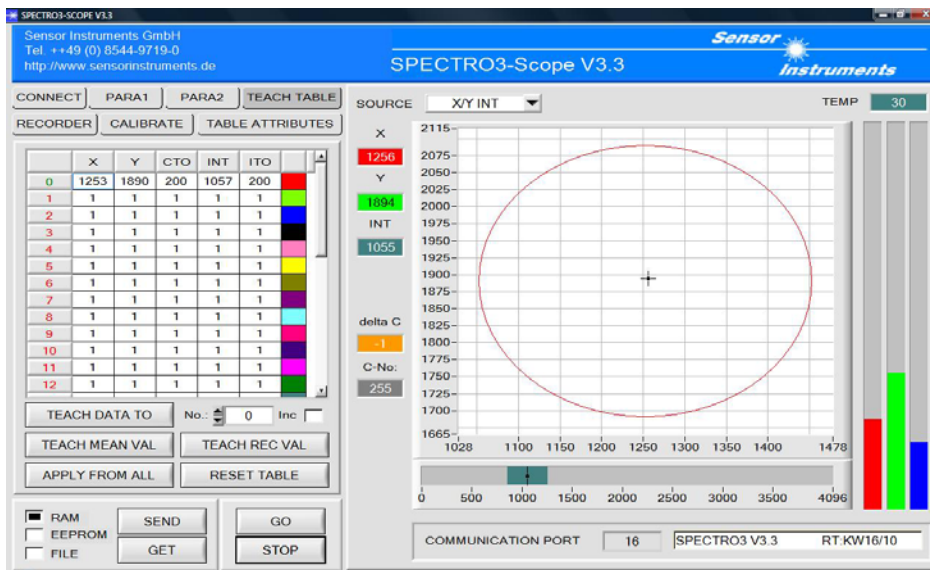 SPECTRO3-SCOPE V3.3
Sensor Instruments GmbH
Tel. ++49 (0) 8544-9719-0
http://www.sensorinstruments.de
SPECTRO3-Scope V3.3
Sensor
Instruments
CONNECT PARA1 PARA2 TEACH TABLE
RECORDER CALIBRATE TABLE ATTRIBUTES
X Y CTO INT ITO
0 1253 1890 200 1057 200
1 1 1 1 1 1
2 1 1 1 1 1
3 1 1 1 1 1
4 1 1 1 1 1
5 1 1 1 1 1
6 1 1 1 1 1
7 1 1 1 1 1
8 1 1 1 1 1
9 1 1 1 1 1
10 1 1 1 1 1
11 1 1 1 1 1
12 1 1 1 1 1
TEACH DATA TO No.: 0 Inc
TEACH MEAN VAL TEACH REC VAL
APPLY FROM ALL RESET TABLE
RAM
EEPROM
FILE
SEND GO
GET STOP
SOURCE X/Y INT TEMP 30
X
1256
Y
1894
INT
1055
delta C
-1
C-No:
255
2115
2075
2050
2025
2000
1975
1950
1925
1900
1875
1850
1825
1800
1775
1750
1725
1700
1665
1028 1100 1150 1200 1250 1300 1350 1400 1478
0 500 1000 1500 2000 2500 3000 3500 4096
COMMUNICATION PORT 16 SPECTRO3 V3.3 RT:KW16/10